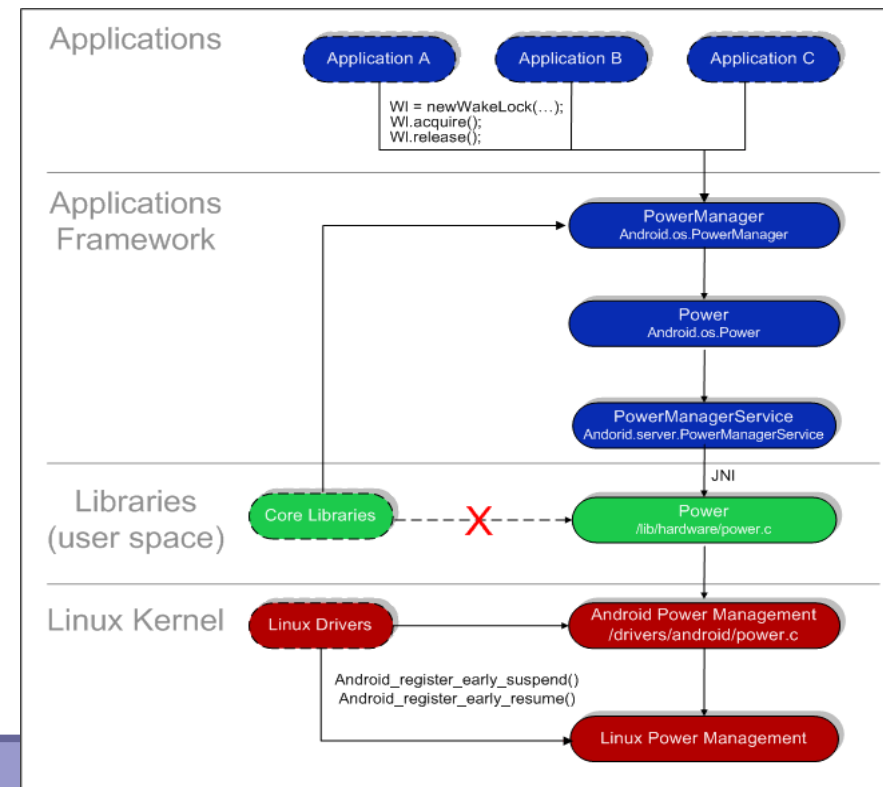 Applications
Application A
Application B
Application C
Wl = newWakeLock(…);
Wl.acquire();
Wl.release();
Applications
Framework
PowerManager
Android.os.PowerManager
Power
Android.os.Power
PowerManagerService
Andorid.server.PowerManagerService
JNI
Libraries
(user space)
Core Libraries
X
Power
/lib/hardware/power.c
Linux Kernel
Linux Drivers
Android Power Management
/drivers/android/power.c
Android_register_early_suspend()
Android_register_early_resume()
Linux Power Management